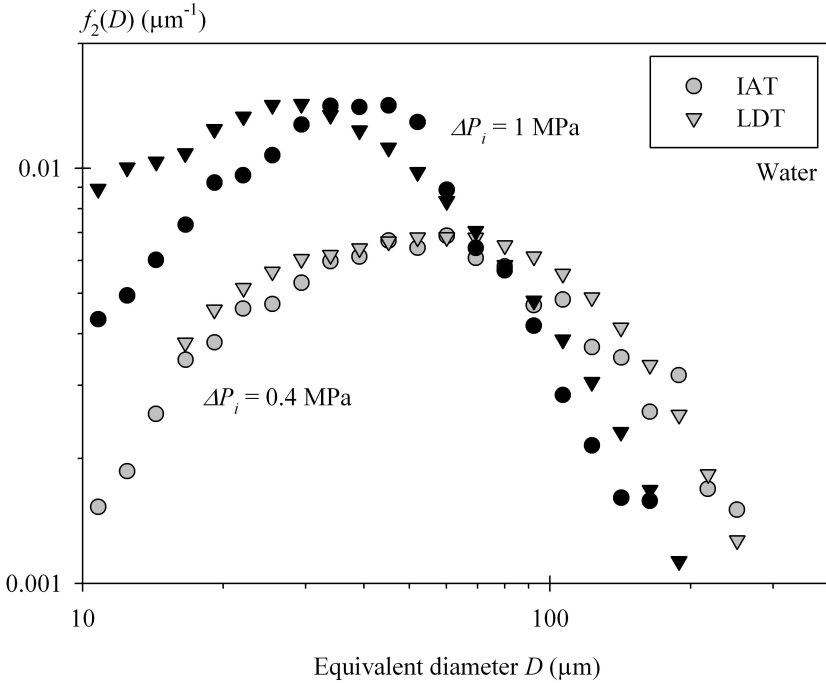 f₂(D) (µm⁻¹)
IAT
LDT
ΔPᵢ = 1 MPa
Water
0.01
ΔPᵢ = 0.4 MPa
0.001
10
100
Equivalent diameter D (µm)